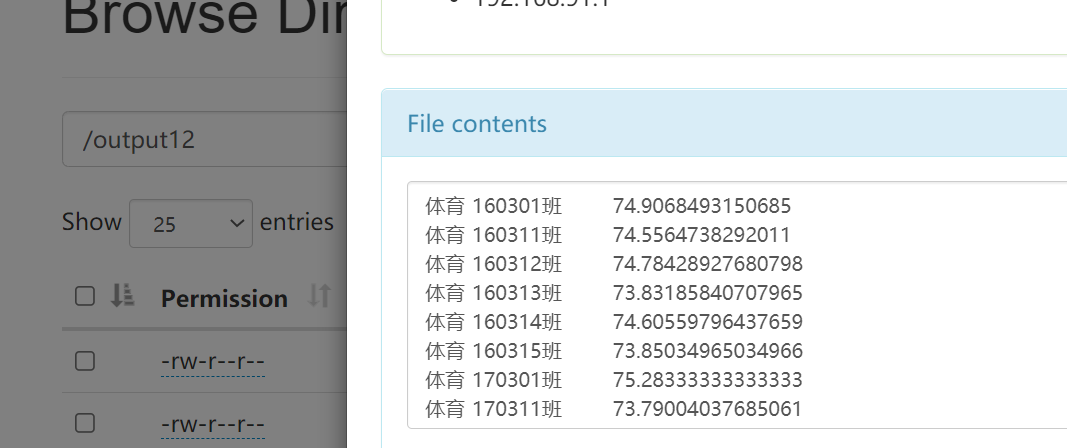 Browse Dir
/output12
Show 25 entries
Permission
-rw-r--r--
-rw-r--r--
192.168.91.1
File contents
体育 160301班 74.9068493150685
体育 160311班 74.5564738292011
体育 160312班 74.78428927680798
体育 160313班 73.83185840707965
体育 160314班 74.60559796437659
体育 160315班 73.85034965034966
体育 170301班 75.28333333333333
体育 170311班 73.79004037685061